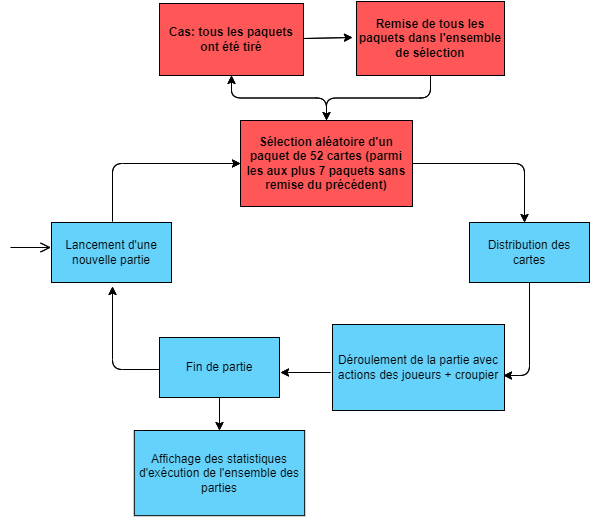 Cas: tous les paquets
ont été tiré
Remise de tous les
paquets dans l'ensemble
de sélection
Sélection aléatoire d'un
paquet de 52 cartes (parmi
les aux plus 7 paquets sans
remise du précédent)
Lancement d'une
nouvelle partie
Distribution des
cartes
Déroulement de la partie avec
actions des joueurs + croupier
Fin de partie
Affichage des statistiques
d'exécution de l'ensemble des
parties